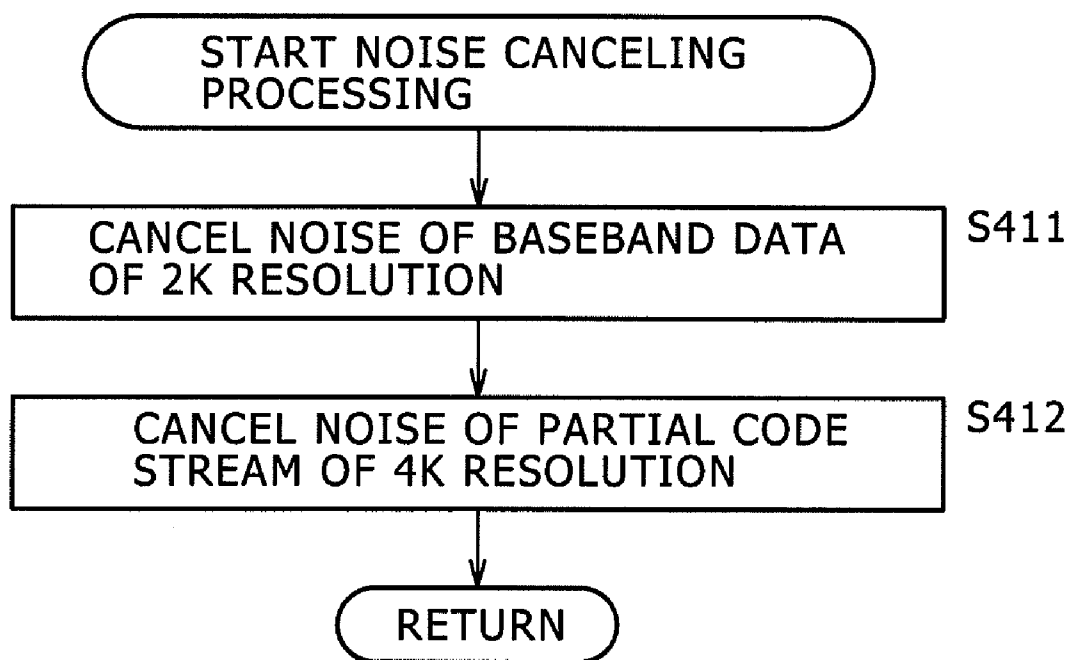 START NOISE CANCELING
PROCESSING
CANCEL NOISE OF BASEBAND DATA
OF 2K RESOLUTION
S411
CANCEL NOISE OF PARTIAL CODE
STREAM OF 4K RESOLUTION
S412
RETURN